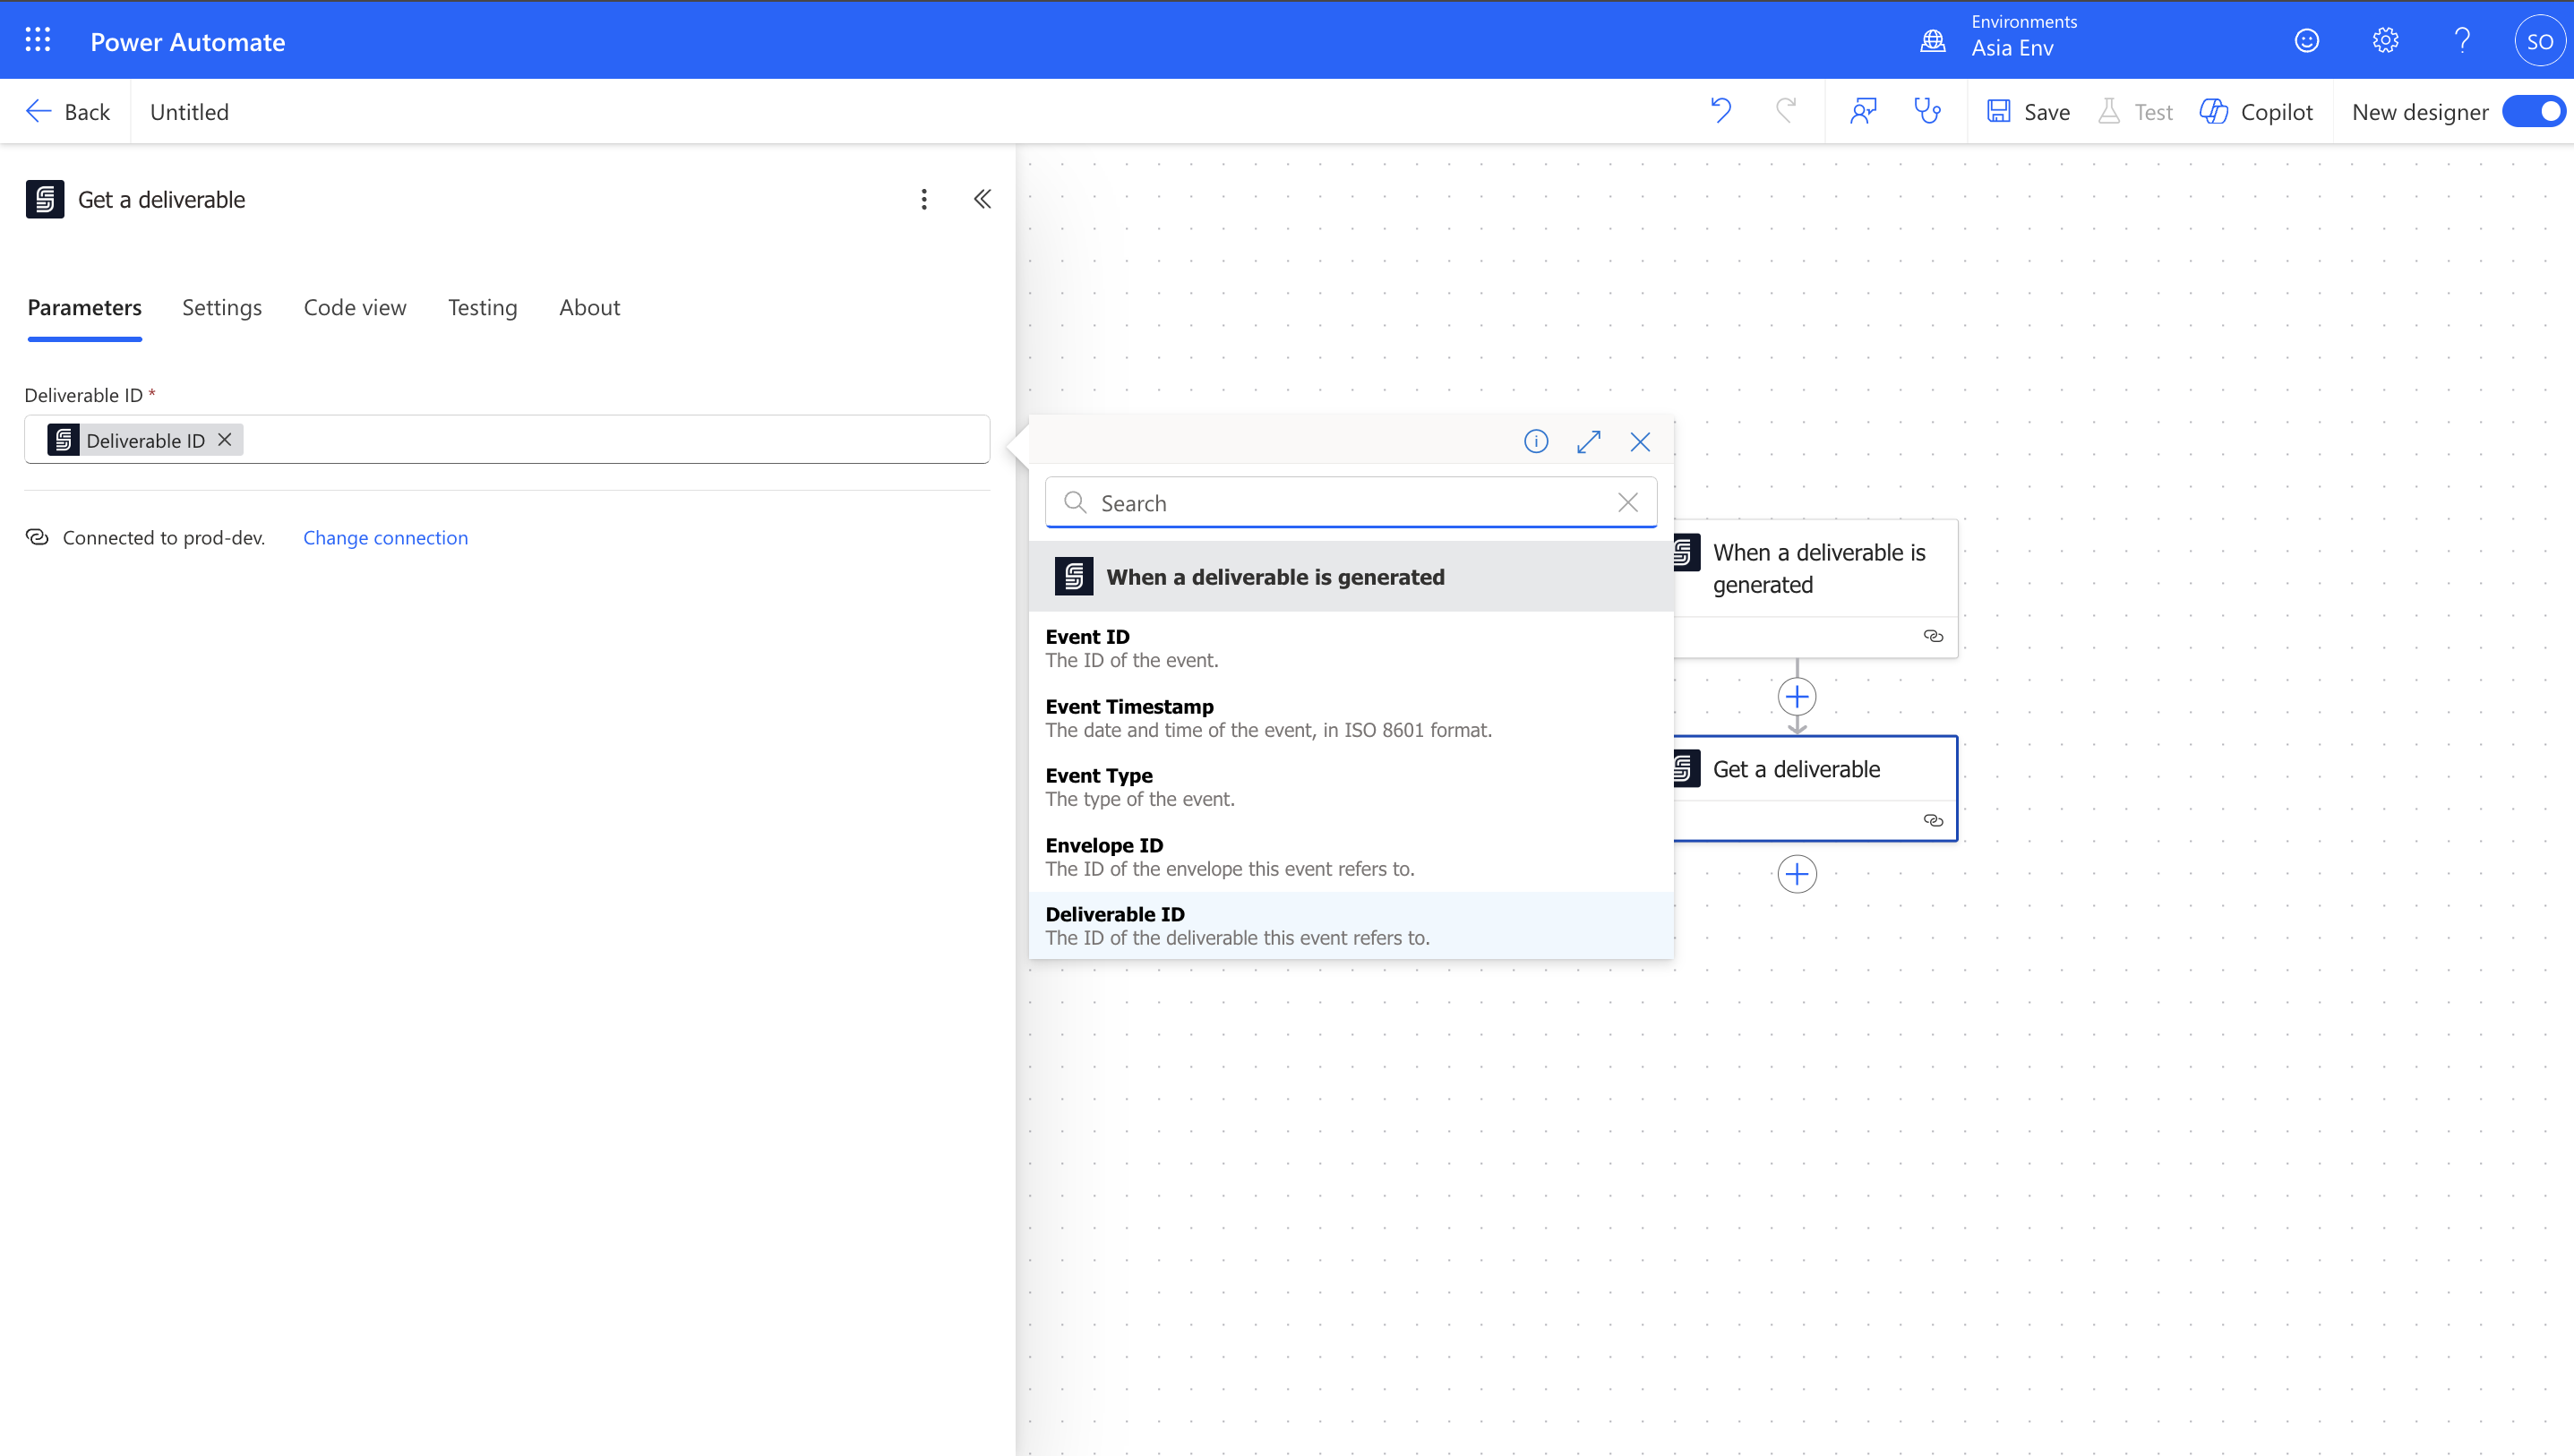 Power Automate
Environments
Asia Env
SO
Back
Untitled
Save
Test
Copilot
New designer
Get a deliverable
Parameters
Settings
Code view
Testing
About
Deliverable ID *
Deliverable ID
Connected to prod-dev.
Change connection
Search
When a deliverable is generated
Event ID
The ID of the event.
Event Timestamp
The date and time of the event, in ISO 8601 format.
Event Type
The type of the event.
Envelope ID
The ID of the envelope this event refers to.
Deliverable ID
The ID of the deliverable this event refers to.
When a deliverable is
generated
Get a deliverable